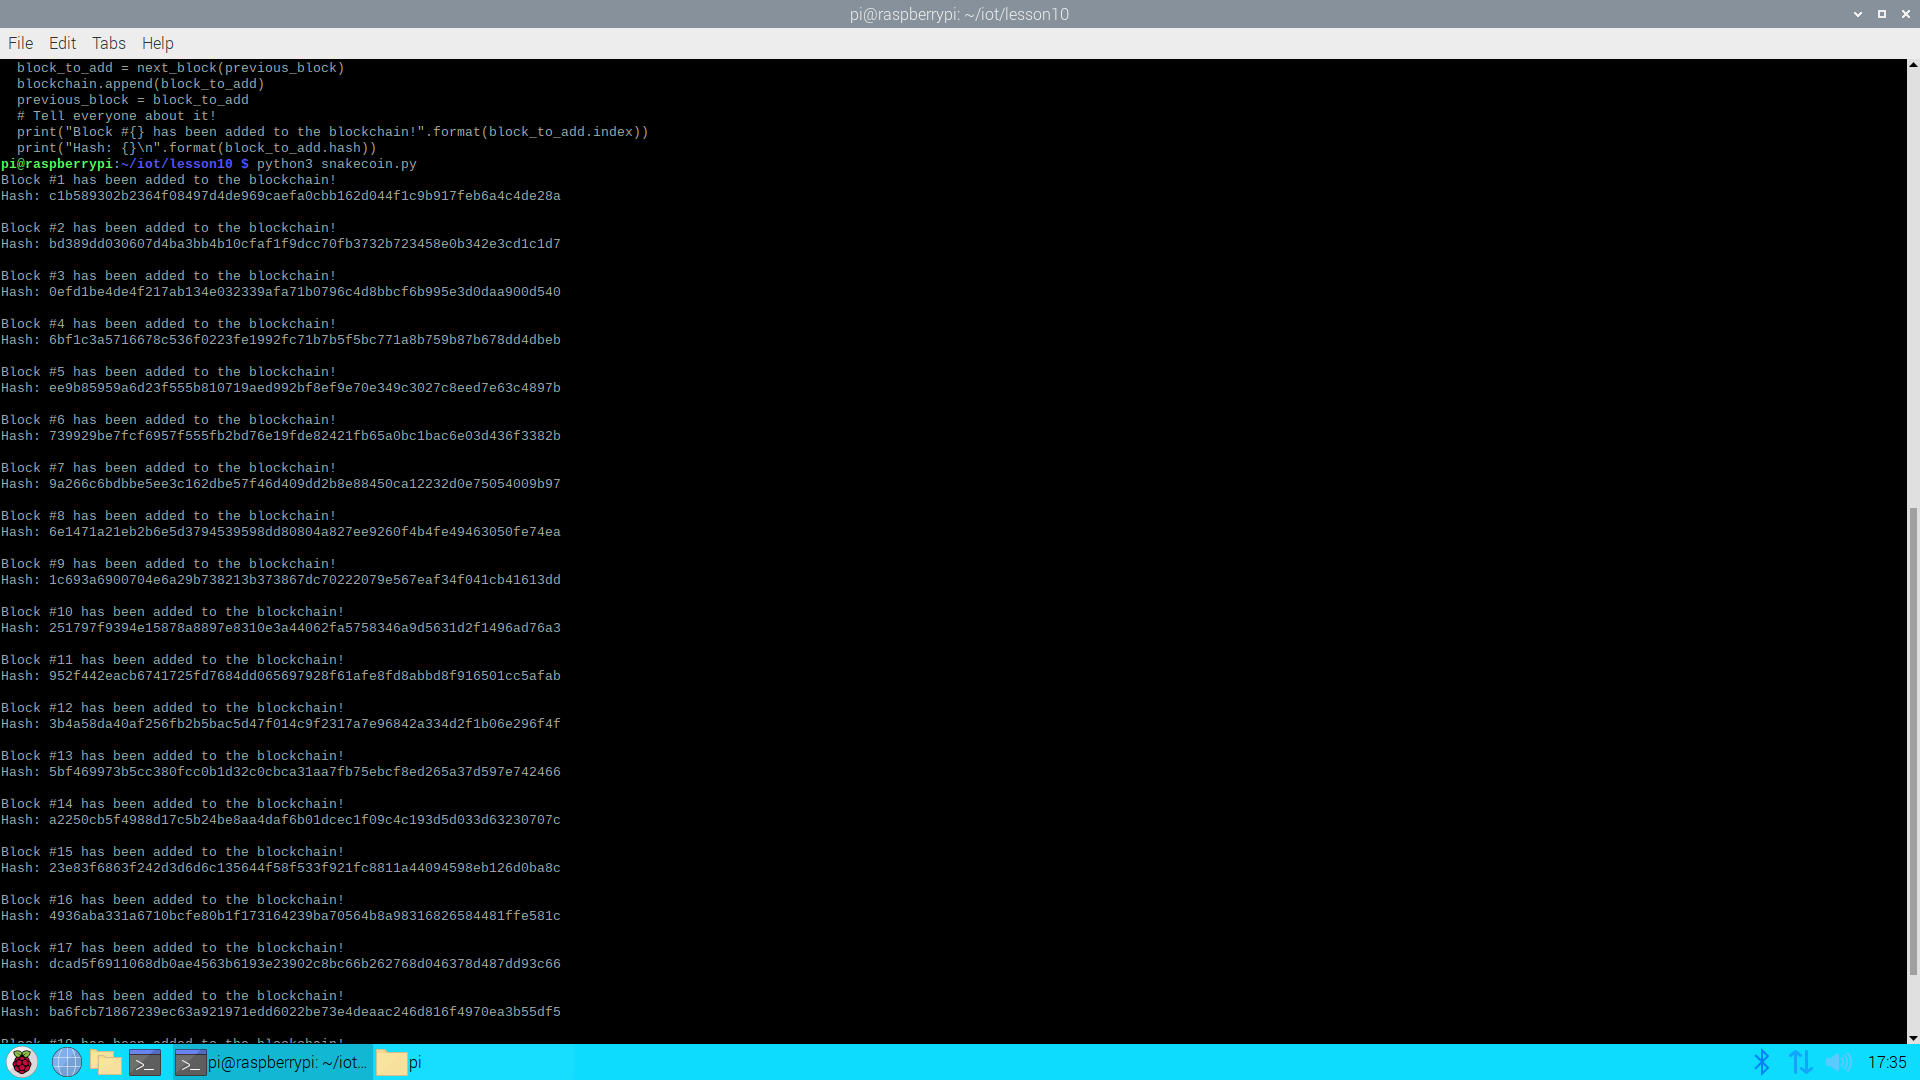 pi@raspberrypi: ~/iot/lesson10
File Edit Tabs Help
block_to_add = next_block(previous_block)
blockchain.append(block_to_add)
previous_block = block_to_add
# Tell everyone about it!
print("Block #{} has been added to the blockchain!".format(block_to_add.index))
print("Hash: {}\n".format(block_to_add.hash))
pi@raspberrypi:~/iot/lesson10 $ python3 snakecoin.py
Block #1 has been added to the blockchain!
Hash: c1b589302b2364f08497d4de969caefa0cbb162d044f1c9b917feb6a4c4de28a
Block #2 has been added to the blockchain!
Hash: bd389dd030607d4ba3bb4b10cfaf1f9dcc70fb3732b723458e0b342e3cd1c1d7
Block #3 has been added to the blockchain!
Hash: 0efd1be4de4f217ab134e032339afa71b0796c4d8bbcf6b995e3d0daa900d540
Block #4 has been added to the blockchain!
Hash: 6bf1c3a5716678c536f0223fe1992fc71b7b5f5bc771a8b759b87b678dd4dbeb
Block #5 has been added to the blockchain!
Hash: ee9b85959a6d23f555b810719aed992bf8ef9e70e349c3027c8eed7e63c4897b
Block #6 has been added to the blockchain!
Hash: 739929be7fcf6957f555fb2bd76e19fde82421fb65a0bc1bac6e03d436f3382b
Block #7 has been added to the blockchain!
Hash: 9a266c6bdbbe5ee3c162dbe57f46d409dd2b8e88450ca12232d0e75054009b97
Block #8 has been added to the blockchain!
Hash: 6e1471a21eb2b6e5d3794539598dd80804a827ee9260f4b4fe49463050fe74ea
Block #9 has been added to the blockchain!
Hash: 1c693a6900704e6a29b738213b373867dc70222079e567eaf34f041cb41613dd
Block #10 has been added to the blockchain!
Hash: 251797f9394e15878a8897e8310e3a44062fa5758346a9d5631d2f1496ad76a3
Block #11 has been added to the blockchain!
Hash: 952f442eacb6741725fd7684dd065697928f61afe8fd8abbd8f916501cc5afab
Block #12 has been added to the blockchain!
Hash: 3b4a58da40af256fb2b5bac5d47f014c9f2317a7e96842a334d2f1b06e296f4f
Block #13 has been added to the blockchain!
Hash: 5bf469973b5cc380fcc0b1d32c0cbca31aa7fb75ebcf8ed265a37d597e742466
Block #14 has been added to the blockchain!
Hash: a2250cb5f4988d17c5b24be8aa4daf6b01dcec1f09c4c193d5d033d63230707c
Block #15 has been added to the blockchain!
Hash: 23e83f6863f242d3d6d6c135644f58f533f921fc8811a44094598eb126d0ba8c
Block #16 has been added to the blockchain!
Hash: 4936aba331a6710bcfe80b1f173164239ba70564b8a98316826584481ffe581c
Block #17 has been added to the blockchain!
Hash: dcad5f6911068db0ae4563b6193e23902c8bc66b262768d046378d487dd93c66
Block #18 has been added to the blockchain!
Hash: ba6fcb71867239ec63a921971edd6022be73e4deaac246d816f4970ea3b55df5
Block #19 has been added to the blockchain!
pi@raspberrypi: ~/iot... pi 17:35